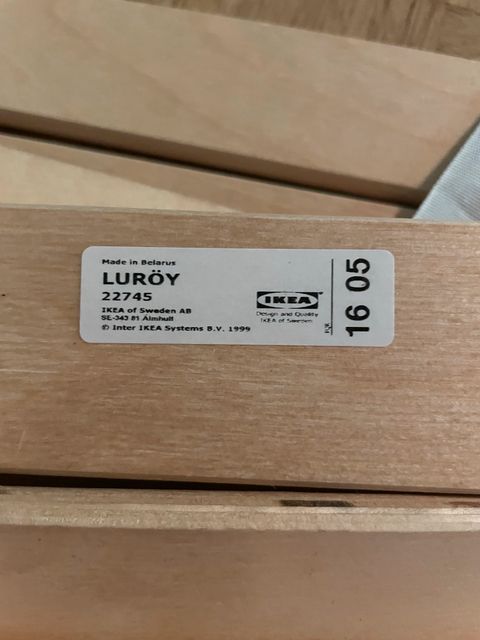 Made in Belarus
LURÖY
22745
IKEA of Sweden AB
SE-343 81 Älmhult
© Inter IKEA Systems B.V. 1999
IKEA
Design and Quality
IKEA of Sweden
16 05